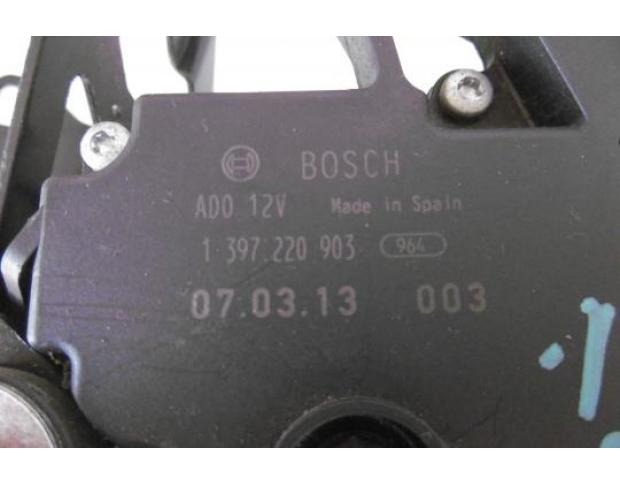 BOSCH
ADO 12V Made in Spain
1 397 220 903 964
07.03.13 003